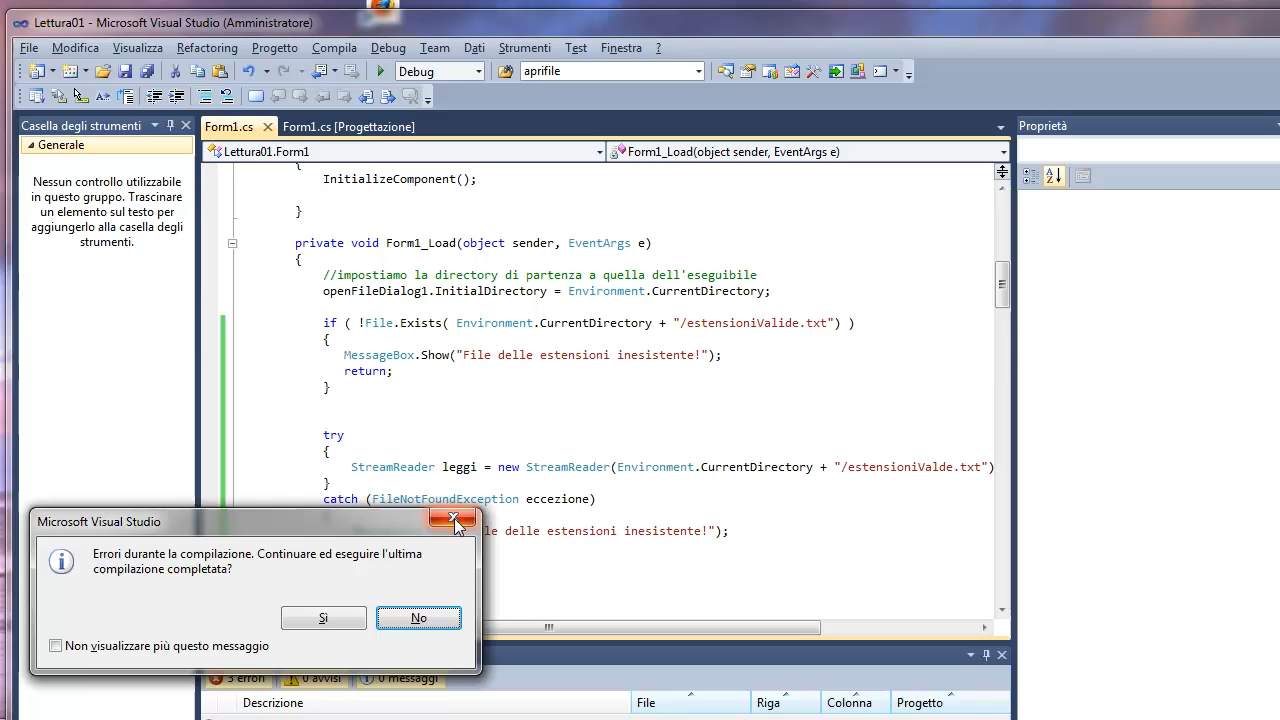 Lettura01 - Microsoft Visual Studio (Amministratore)
File Modifica Visualizza Refactoring Progetto Compila Debug Team Dati Strumenti Test Finestra ?
Debug aprifile
Casella degli strumenti
Generale
Nessun controllo utilizzabile
in questo gruppo. Trascinare
un elemento sul testo per
aggiungerlo alla casella degli
strumenti.
Form1.cs Form1.cs [Progettazione]
Lettura01.Form1 Form1_Load(object sender, EventArgs e)
{
InitializeComponent();
}
private void Form1_Load(object sender, EventArgs e)
{
//impostiamo la directory di partenza a quella dell'eseguibile
openFileDialog1.InitialDirectory = Environment.CurrentDirectory;
if ( !File.Exists( Environment.CurrentDirectory + "/estensioniValide.txt") )
{
MessageBox.Show("File delle estensioni inesistente!");
return;
}
try
{
StreamReader leggi = new StreamReader(Environment.CurrentDirectory + "/estensioniValde.txt")
}
catch (FileNotFoundException eccezione)
le delle estensioni inesistente!");
Proprietà
Microsoft Visual Studio
Errori durante la compilazione. Continuare ed eseguire l'ultima
compilazione completata?
Sì No
Non visualizzare più questo messaggio
3 errori 0 avvisi 0 messaggi
Descrizione File Riga Colonna Progetto